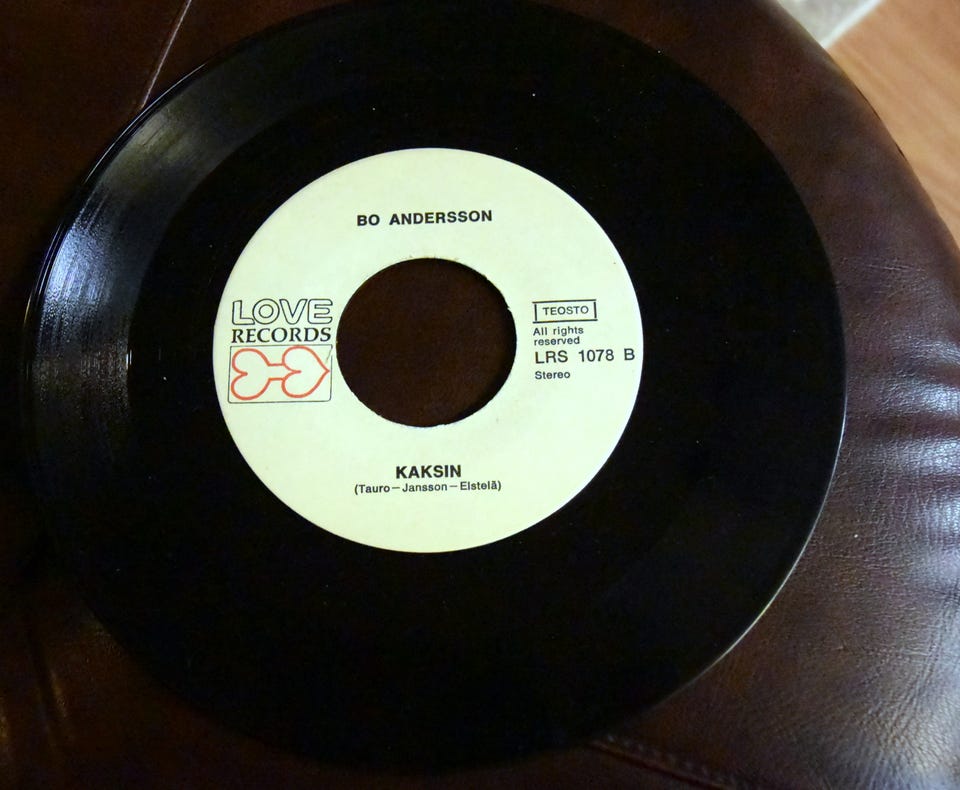 BO ANDERSSON
LOVE
RECORDS
TEOSTO
All rights
reserved
LRS 1078 B
Stereo
KAKSIN
(Tauro—Jansson—Elstelä)